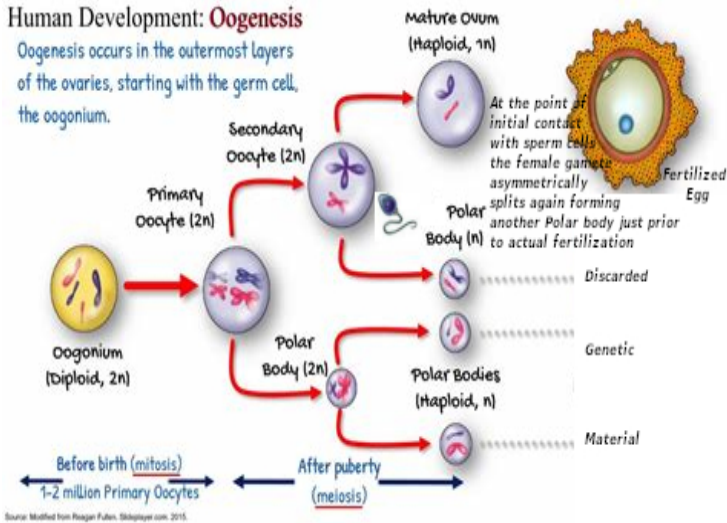 Human Development: Oogenesis
Oogenesis occurs in the outermost layers
of the ovaries, starting with the germ cell,
the oogonium.
Mature Ovum
(Haploid, 1n)
At the point of
initial contact
with sperm cells
the female gamete
asymmetrically
splits again forming
another Polar body just prior
to actual fertilization
Fertilized
Egg
Secondary
Oocyte (2n)
Primary
Oocyte (2n)
Polar
Body (n)
Discarded
Oogonium
(Diploid, 2n)
Polar
Body (2n)
Genetic
Polar Bodies
(Haploid, n)
Material
Before birth (mitosis)
1-2 million Primary Oocytes
After puberty
(meiosis)
Source: Modified from Reagan Fullen, Slideplayer.com. 2015.